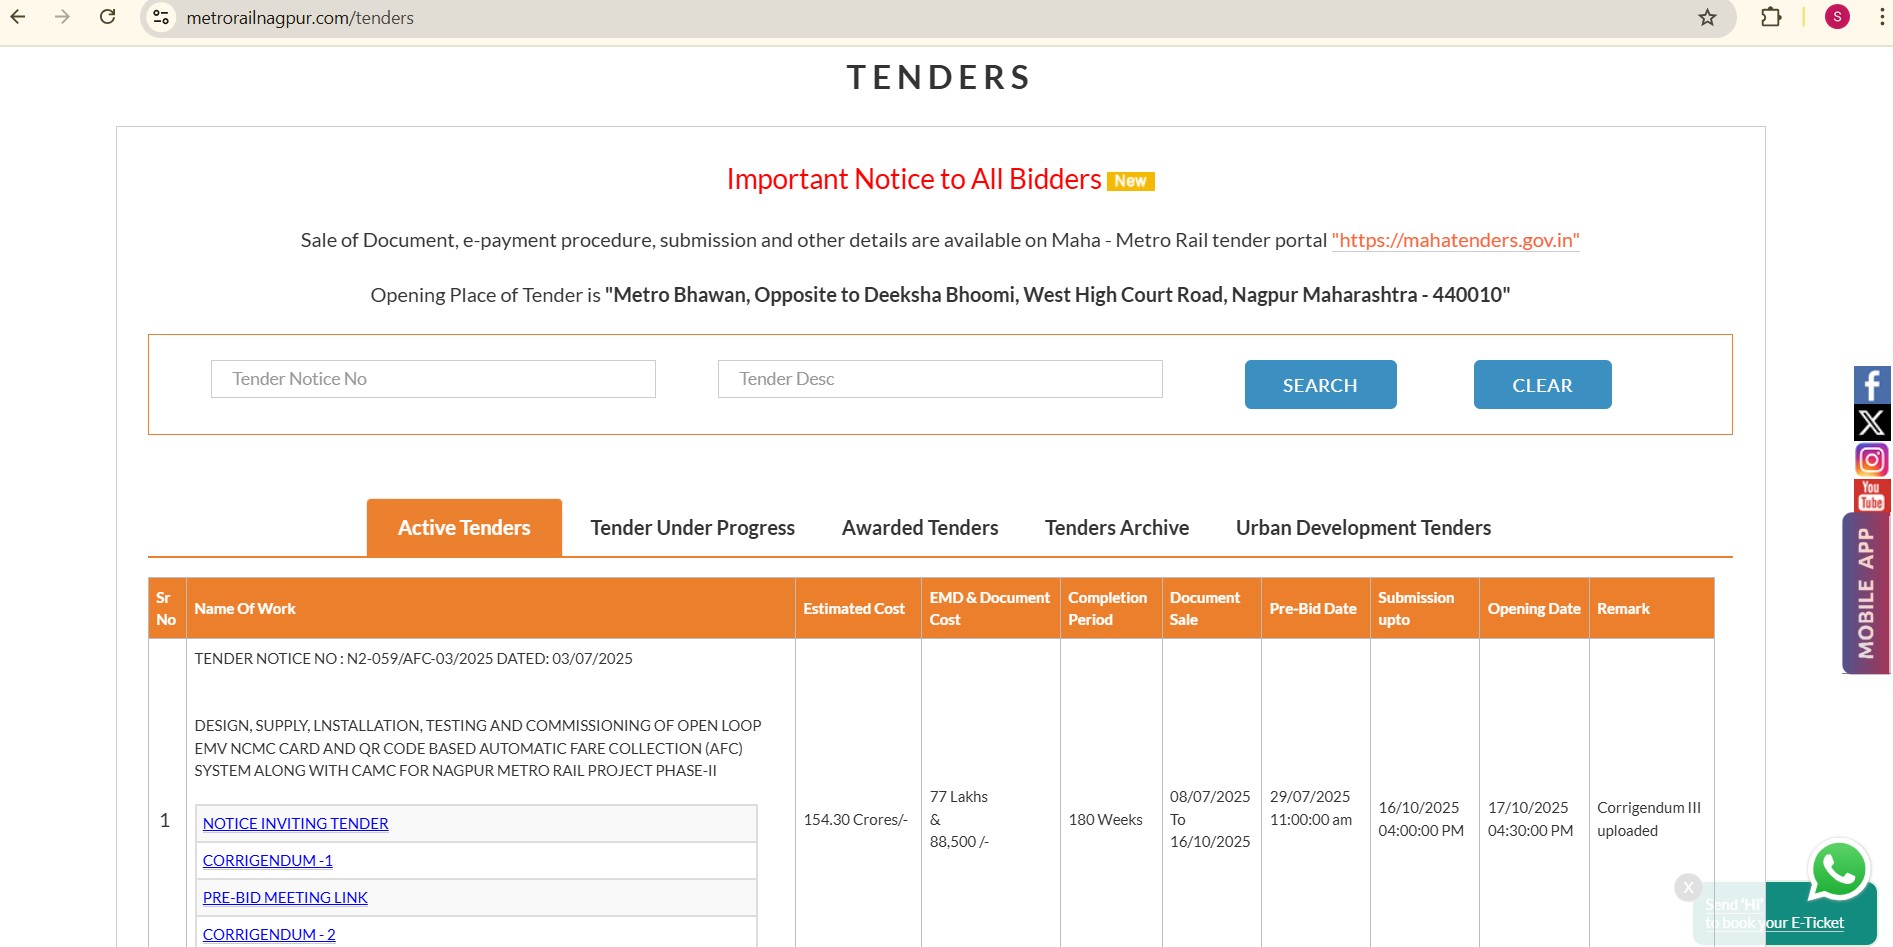 metrorailnagpur.com/tenders
S
TENDERS
Important Notice to All Bidders New
Sale of Document, e-payment procedure, submission and other details are available on Maha - Metro Rail tender portal "https://mahatenders.gov.in"
Opening Place of Tender is "Metro Bhawan, Opposite to Deeksha Bhoomi, West High Court Road, Nagpur Maharashtra - 440010"
Tender Notice No
Tender Desc
SEARCH
CLEAR
Active Tenders
Tender Under Progress
Awarded Tenders
Tenders Archive
Urban Development Tenders
Sr
No
Name Of Work
Estimated Cost
EMD & Document
Cost
Completion
Period
Document
Sale
Pre-Bid Date
Submission
upto
Opening Date
Remark
1
TENDER NOTICE NO : N2-059/AFC-03/2025 DATED: 03/07/2025
DESIGN, SUPPLY, LNSTALLATION, TESTING AND COMMISSIONING OF OPEN LOOP
EMV NCMC CARD AND QR CODE BASED AUTOMATIC FARE COLLECTION (AFC)
SYSTEM ALONG WITH CAMC FOR NAGPUR METRO RAIL PROJECT PHASE-II
NOTICE INVITING TENDER
CORRIGENDUM -1
PRE-BID MEETING LINK
CORRIGENDUM - 2
154.30 Crores/-
77 Lakhs
&
88,500 /-
180 Weeks
08/07/2025
To
16/10/2025
29/07/2025
11:00:00 am
16/10/2025
04:00:00 PM
17/10/2025
04:30:00 PM
Corrigendum III
uploaded
You
Tube
MOBILE APP
X
Send 'Hi'
to book your E-Ticket